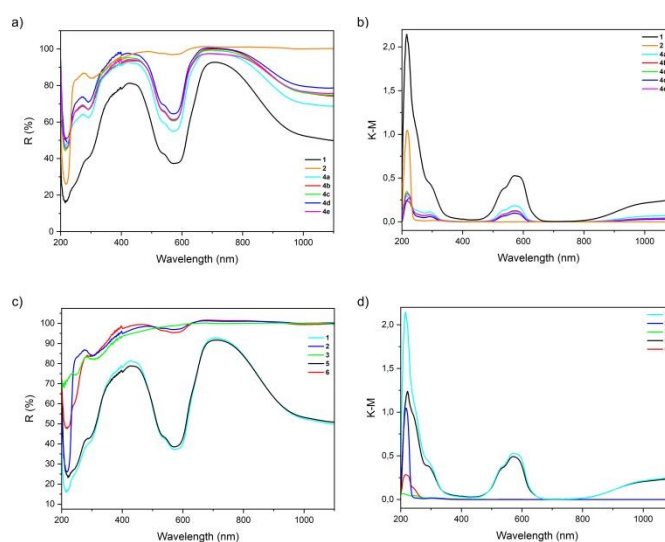 a)
R (%)
100
80
60
40
20
0
1
2
4a
4b
4c
4d
4e
200 400 600 800 1000
Wavelength (nm)
b)
K-M
2,0
1,5
1,0
0,5
0,0
1
2
200 400 600 800 1000
Wavelength (nm)
c)
R (%)
100
90
80
70
60
50
40
30
20
10
1
2
3
5
6
200 400 600 800 1000
Wavelength (nm)
d)
K-M
2,0
1,5
1,0
0,5
0,0
200 400 600 800 1000
Wavelength (nm)